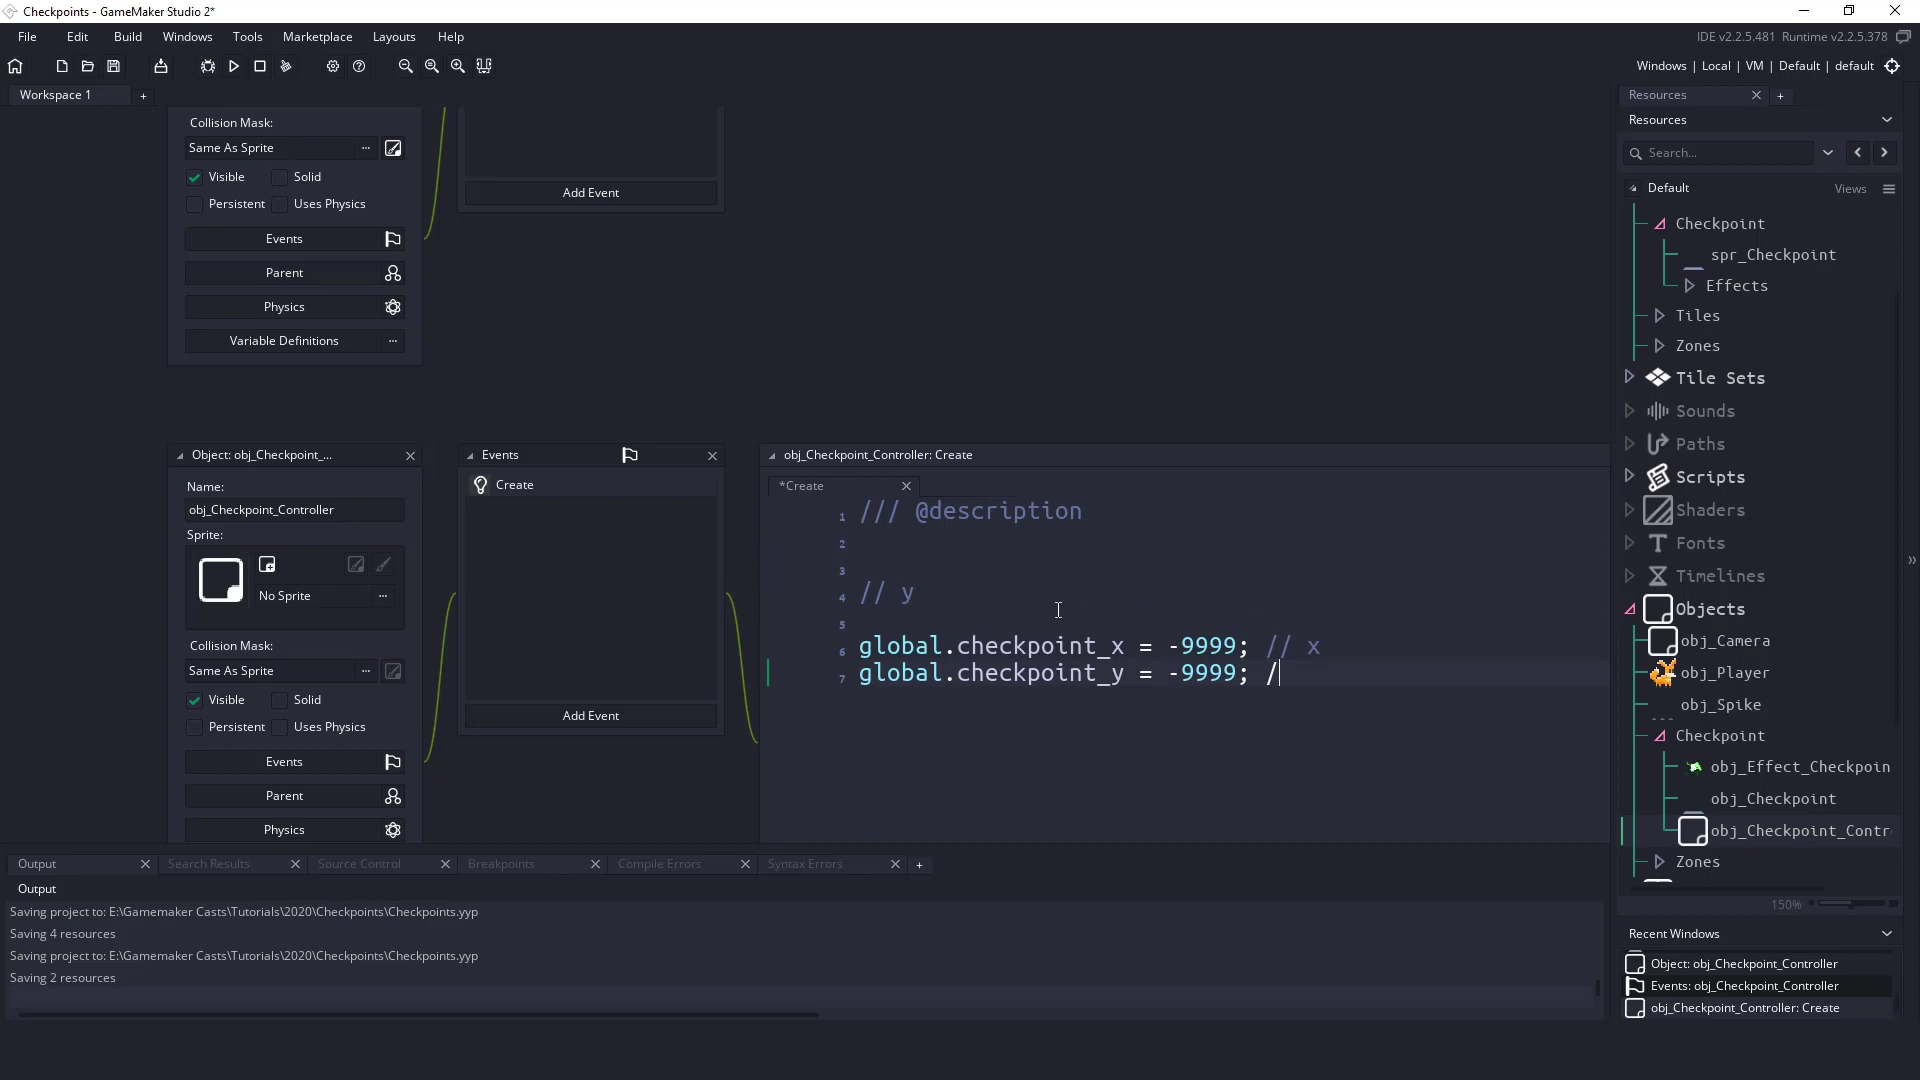 Checkpoints - GameMaker Studio 2*
File Edit Build Windows Tools Marketplace Layouts Help
IDE v2.2.5.481 Runtime v2.2.5.378
Windows | Local | VM | Default | default
Workspace 1
+
Collision Mask:
Same As Sprite
Visible
Solid
Persistent
Uses Physics
Events
Parent
Physics
Variable Definitions
Add Event
Object: obj_Checkpoint_...
Name:
obj_Checkpoint_Controller
Sprite:
No Sprite
Collision Mask:
Same As Sprite
Visible
Solid
Persistent
Uses Physics
Events
Parent
Physics
Events
Create
Add Event
obj_Checkpoint_Controller: Create
*Create
1 /// @description
2
3
4 // y
5
6 global.checkpoint_x = -9999; // x
7 global.checkpoint_y = -9999; /
Resources
+
Resources
Search...
Default
Views
Checkpoint
spr_Checkpoint
Effects
Tiles
Zones
Tile Sets
Sounds
Paths
Scripts
Shaders
Fonts
Timelines
Objects
obj_Camera
obj_Player
obj_Spike
Checkpoint
obj_Effect_Checkpoin
obj_Checkpoint
obj_Checkpoint_Contr
Zones
150%
Recent Windows
Object: obj_Checkpoint_Controller
Events: obj_Checkpoint_Controller
obj_Checkpoint_Controller: Create
Output Search Results Source Control Breakpoints Compile Errors Syntax Errors +
Output
Saving project to: E:\Gamemaker Casts\Tutorials\2020\Checkpoints\Checkpoints.yyp
Saving 4 resources
Saving project to: E:\Gamemaker Casts\Tutorials\2020\Checkpoints\Checkpoints.yyp
Saving 2 resources